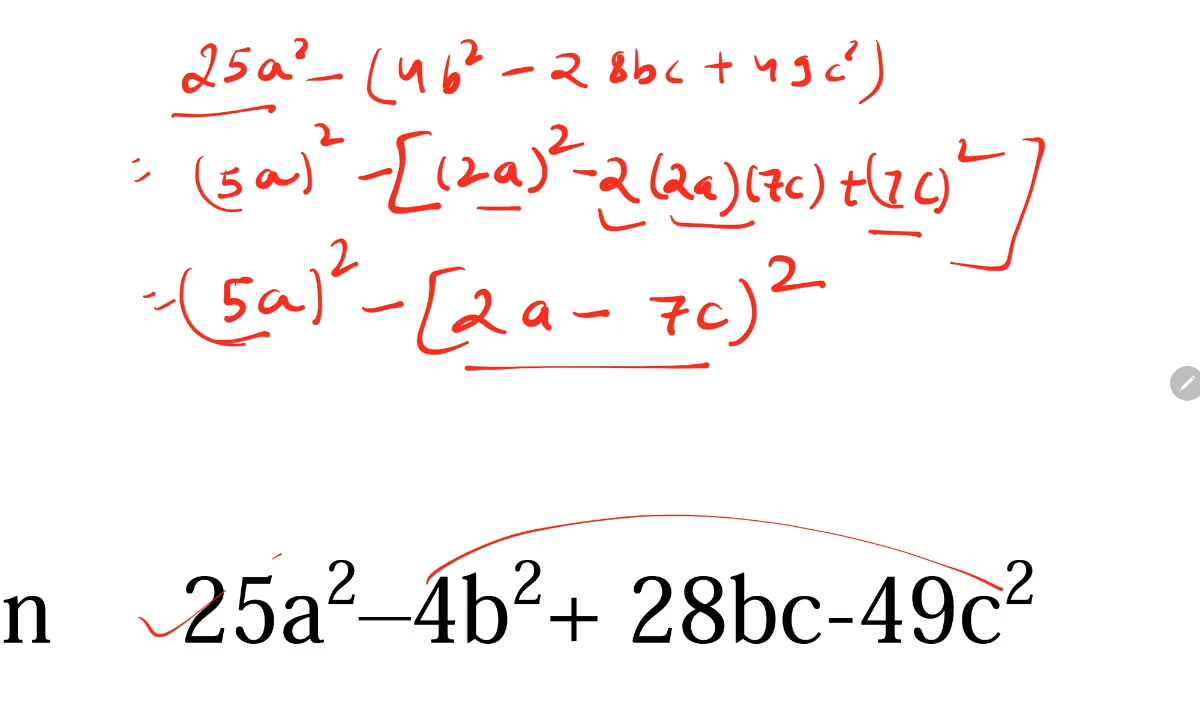 25a² – (4b² – 28bc + 49c²)
= (5a)² – [(2a)² – 2(2a)(7c) + (7c)²]
= (5a)² – [2a – 7c)²
n 25a²–4b²+ 28bc-49c²